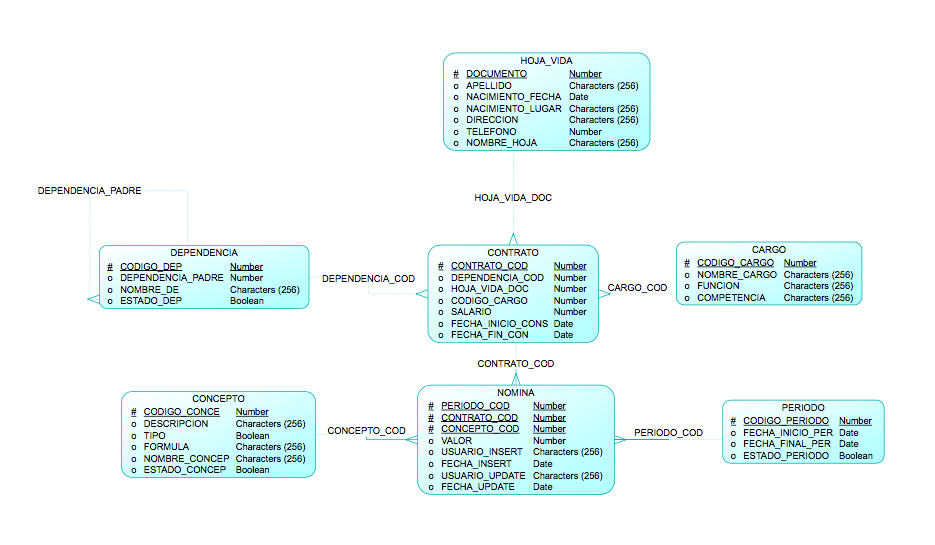 HOJA_VIDA
# DOCUMENTO Number
o APELLIDO Characters (256)
o NACIMIENTO_FECHA Date
o NACIMIENTO_LUGAR Characters (256)
o DIRECCION Characters (256)
o TELEFONO Number
o NOMBRE_HOJA Characters (256)
DEPENDENCIA_PADRE
HOJA_VIDA_DOC
DEPENDENCIA
# CODIGO_DEP Number
o DEPENDENCIA_PADRE Number
o NOMBRE_DE Characters (256)
o ESTADO_DEP Boolean
DEPENDENCIA_COD
CONTRATO
# CONTRATO_COD Number
o DEPENDENCIA_COD Number
o HOJA_VIDA_DOC Number
o CODIGO_CARGO Number
o SALARIO Number
o FECHA_INICIO_CONS Date
o FECHA_FIN_CON Date
CARGO_COD
CARGO
# CODIGO_CARGO Number
o NOMBRE_CARGO Characters (256)
o FUNCION Characters (256)
o COMPETENCIA Characters (256)
CONTRATO_COD
CONCEPTO
# CODIGO_CONCE Number
o DESCRIPCION Characters (256)
o TIPO Boolean
o FORMULA Characters (256)
o NOMBRE_CONCEP Characters (256)
o ESTADO_CONCEP Boolean
CONCEPTO_COD
NOMINA
# PERIODO_COD Number
# CONTRATO_COD Number
# CONCEPTO_COD Number
o VALOR Number
o USUARIO_INSERT Characters (256)
o FECHA_INSERT Date
o USUARIO_UPDATE Characters (256)
o FECHA_UPDATE Date
PERIODO_COD
PERIODO
# CODIGO_PERIODO Number
o FECHA_INICIO_PER Date
o FECHA_FINAL_PER Date
o ESTADO_PERIODO Boolean